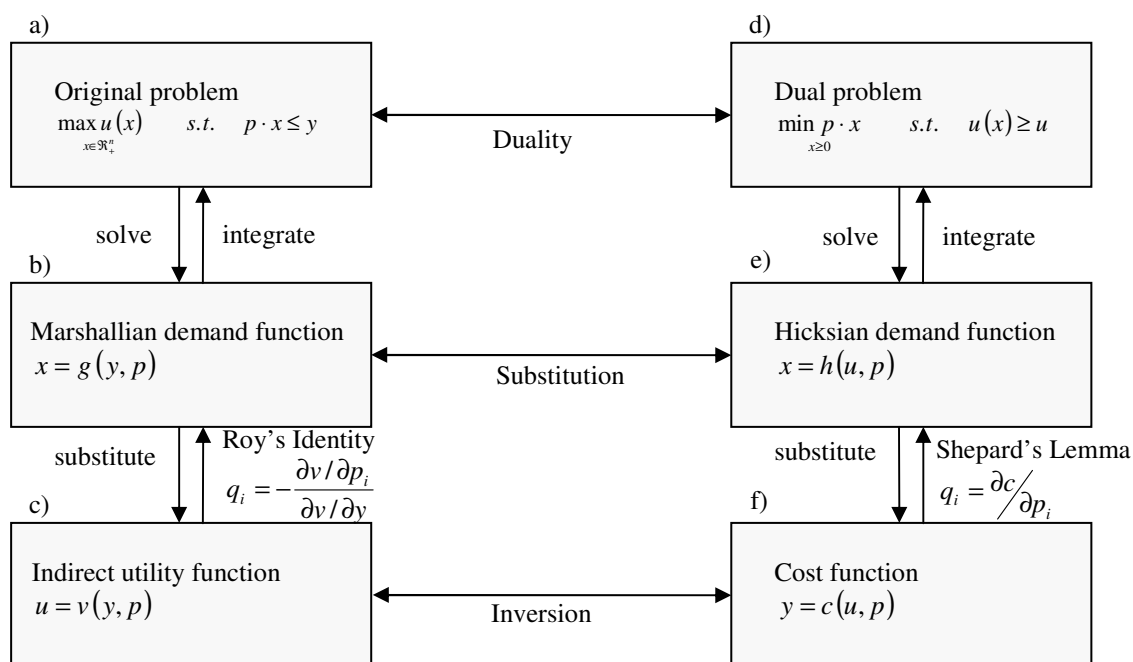 a)
Original problem
max u(x) s.t. p · x ≤ y
x∈ℜⁿ₊
d)
Dual problem
min p · x s.t. u(x) ≥ u
x≥0
Duality
solve
integrate
solve
integrate
b)
Marshallian demand function
x = g(y, p)
e)
Hicksian demand function
x = h(u, p)
Substitution
substitute
Roy's Identity
qᵢ = − ∂v / ∂pᵢ
∂v / ∂y
substitute
Shepard's Lemma
qᵢ = ∂c/∂pᵢ
c)
Indirect utility function
u = v(y, p)
f)
Cost function
y = c(u, p)
Inversion